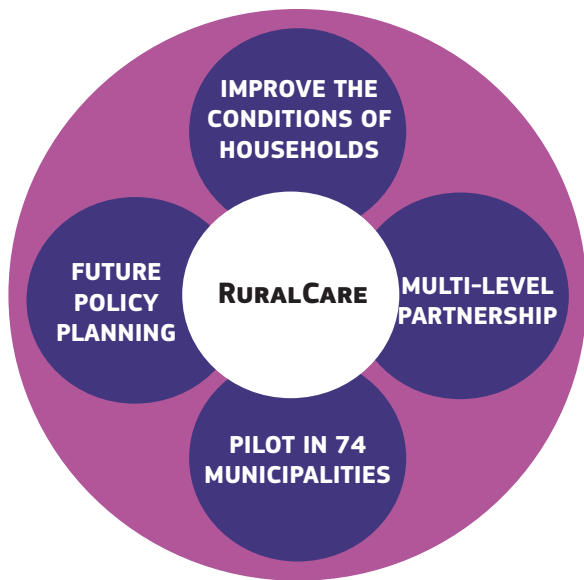 IMPROVE THE
CONDITIONS OF
HOUSEHOLDS
FUTURE
POLICY
PLANNING
RURALCARE
MULTI-LEVEL
PARTNERSHIP
PILOT IN 74
MUNICIPALITIES